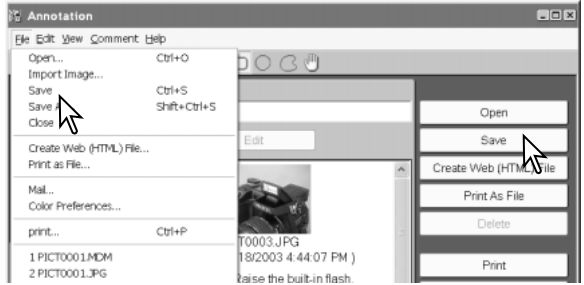 Annotation
File Edit View Comment Help
Open... Ctrl+O
Import Image...
Save Ctrl+S
Save A Shift+Ctrl+S
Close
Create Web (HTML) File...
Print as File...
Mail...
Color Preferences...
print... Ctrl+P
1 PICT0001.MDM
2 PICT0001.JPG
Edit
T0003.JPG
18/2003 4:44:07 PM )
Raise the built-in flash.
Open
Save
Create Web (HTML) File
Print As File
Delete
Print